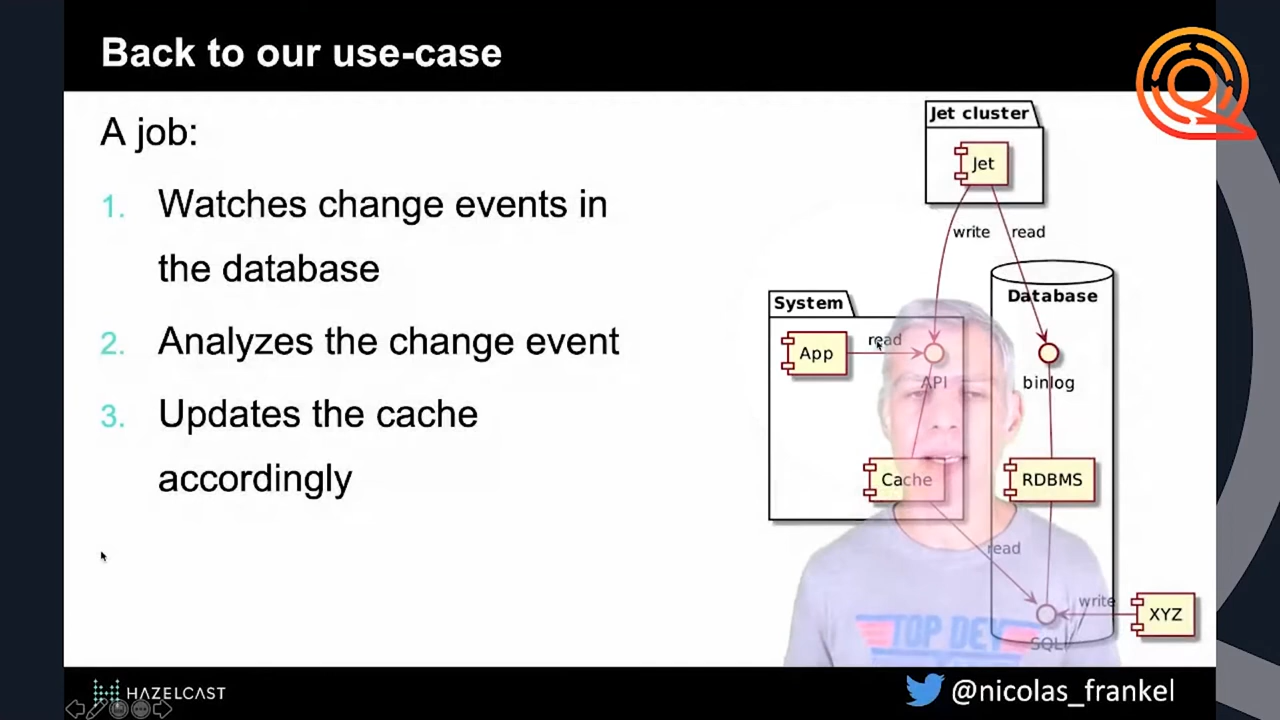 Back to our use-case
A job:
1. Watches change events in
the database
2. Analyzes the change event
3. Updates the cache
accordingly
Jet cluster
Jet
write read
System
Database
App
read
API
binlog
Cache
RDBMS
read
write
XYZ
SQL
TOP DEV
HAZELCAST
@nicolas_frankel